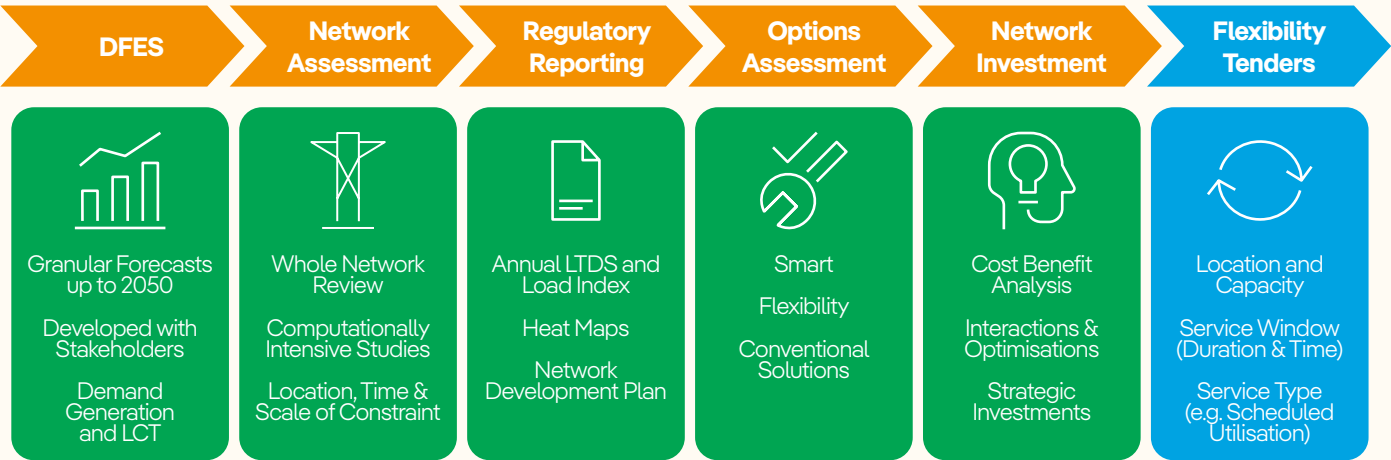 DFES
Network
Assessment
Regulatory
Reporting
Options
Assessment
Network
Investment
Flexibility
Tenders
Granular Forecasts
up to 2050
Developed with
Stakeholders
Demand
Generation
and LCT
Whole Network
Review
Computationally
Intensive Studies
Location, Time &
Scale of Constraint
Annual LTDS and
Load Index
Heat Maps
Network
Development Plan
Smart
Flexibility
Conventional
Solutions
Cost Benefit
Analysis
Interactions &
Optimisations
Strategic
Investments
Location and
Capacity
Service Window
(Duration & Time)
Service Type
(e.g. Scheduled
Utilisation)